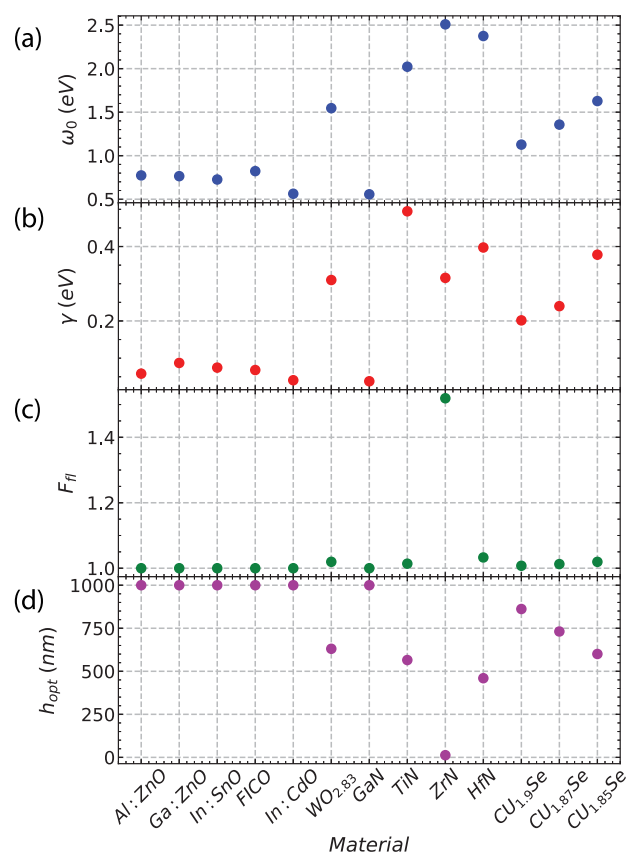 (a)
2.5
2.0
1.5
1.0
0.5
ω₀ (eV)
(b)
0.4
0.2
γ (eV)
(c)
1.4
1.2
1.0
F_fl
(d)
1000
750
500
250
0
h_opt (nm)
Al : ZnO
Ga : ZnO
In : SnO
FICO
In : CdO
WO₂.₈₃
GaN
TiN
ZrN
HfN
CU₁.₉Se
CU₁.₈₇Se
CU₁.₈₅Se
Material